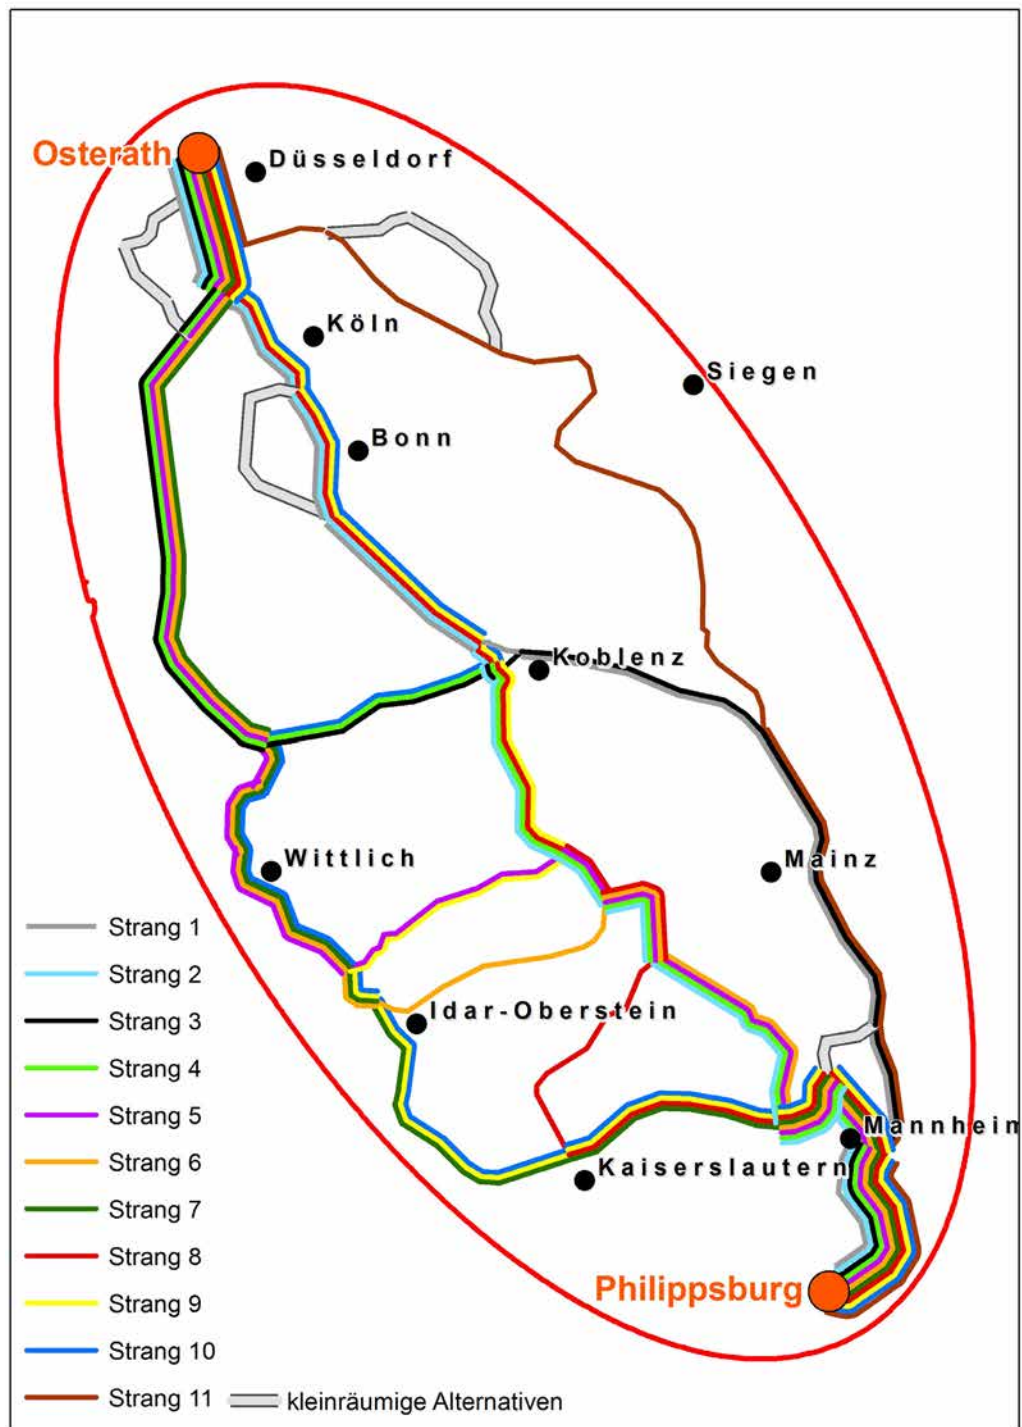 Osterath
Düsseldorf
Köln
Siegen
Bonn
Koblenz
Wittlich
Mainz
Idar-Oberstein
Mannheim
Kaiserslautern
Philippsburg
Strang 1
Strang 2
Strang 3
Strang 4
Strang 5
Strang 6
Strang 7
Strang 8
Strang 9
Strang 10
Strang 11
kleinräumige Alternativen